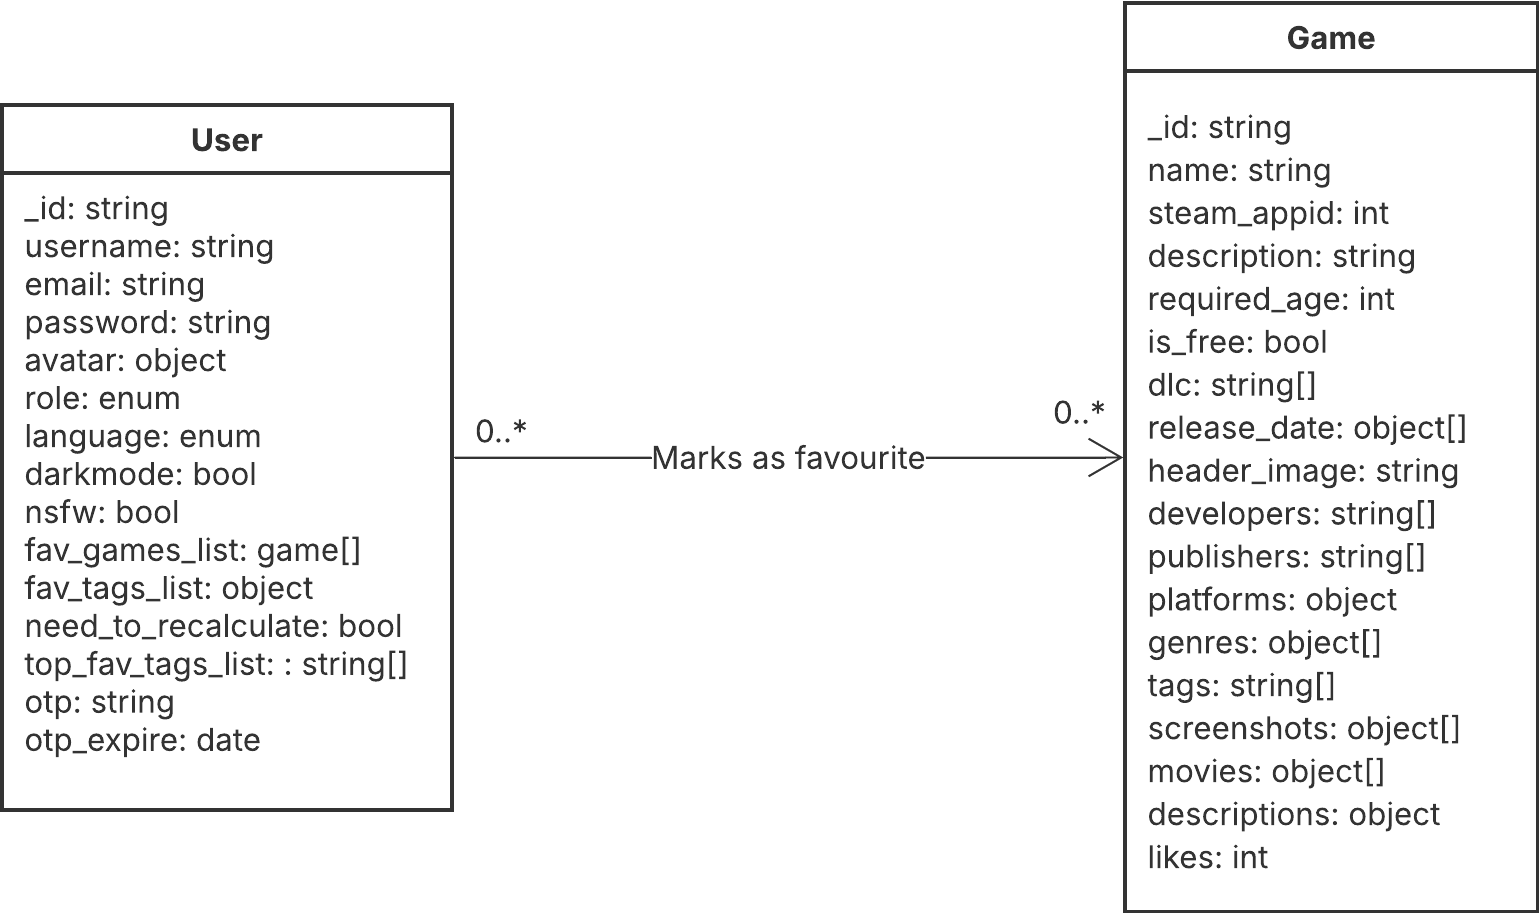 User
_id: string
username: string
email: string
password: string
avatar: object
role: enum
language: enum
darkmode: bool
nsfw: bool
fav_games_list: game[]
fav_tags_list: object
need_to_recalculate: bool
top_fav_tags_list: : string[]
otp: string
otp_expire: date
0..*
Marks as favourite
0..*
Game
_id: string
name: string
steam_appid: int
description: string
required_age: int
is_free: bool
dlc: string[]
release_date: object[]
header_image: string
developers: string[]
publishers: string[]
platforms: object
genres: object[]
tags: string[]
screenshots: object[]
movies: object[]
descriptions: object
likes: int